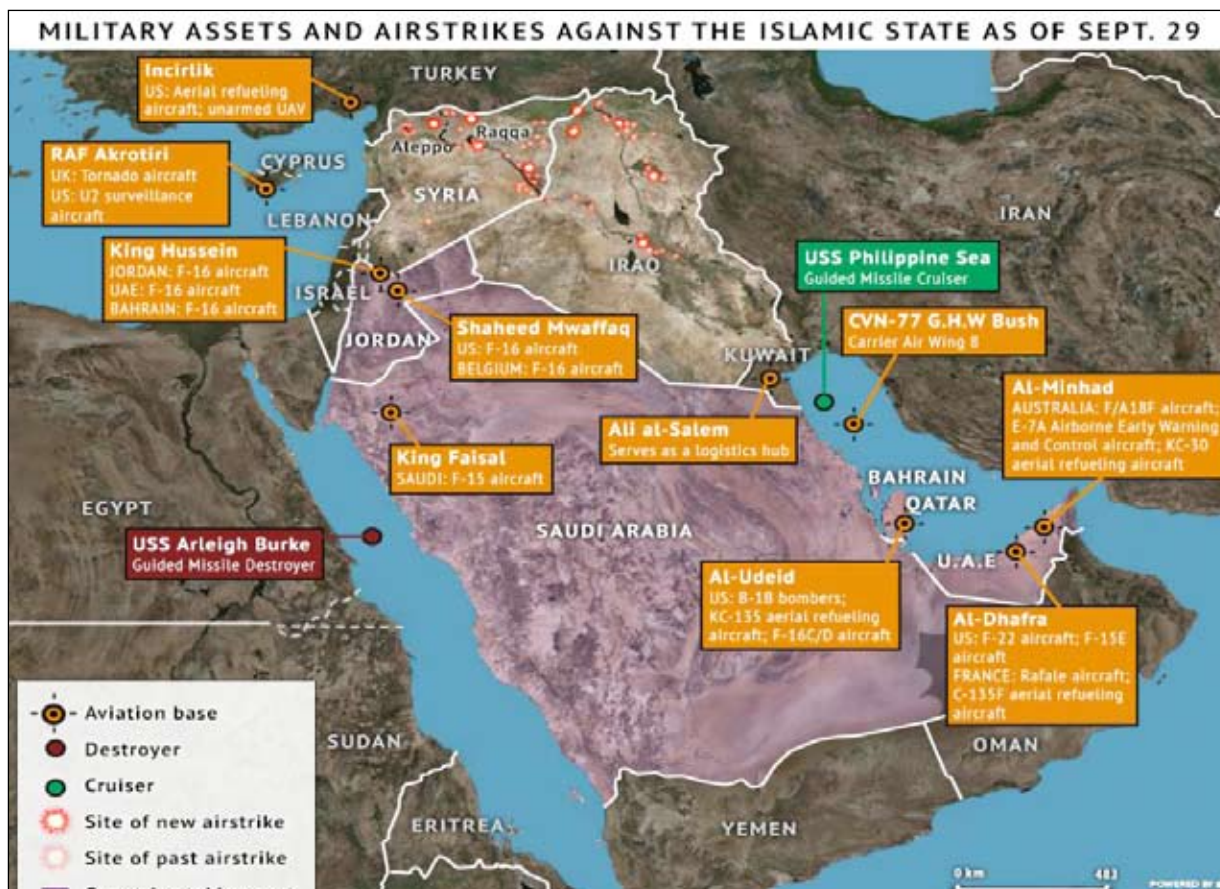 MILITARY ASSETS AND AIRSTRIKES AGAINST THE ISLAMIC STATE AS OF SEPT. 29
TURKEY
Incirlik
US: Aerial refueling
aircraft; unarmed UAV
Raqqa
Aleppo
RAF Akrotiri
UK: Tornado aircraft
US: U2 surveillance
aircraft
CYPRUS
SYRIA
LEBANON
IRAN
IRAQ
King Hussein
JORDAN: F-16 aircraft
UAE: F-16 aircraft
BAHRAIN: F-16 aircraft
ISRAEL
USS Philippine Sea
Guided Missile Cruiser
JORDAN
Shaheed Mwaffaq
US: F-16 aircraft
BELGIUM: F-16 aircraft
CVN-77 G.H.W Bush
Carrier Air Wing 8
KUWAIT
Al-Minhad
AUSTRALIA: F/A18F aircraft;
E-7A Airborne Early Warning
and Control aircraft; KC-30
aerial refueling aircraft
Ali al-Salem
Serves as a logistics hub
King Faisal
SAUDI: F-15 aircraft
BAHRAIN
QATAR
EGYPT
SAUDI ARABIA
USS Arleigh Burke
Guided Missile Destroyer
U.A.E
Al-Udeid
US: B-1B bombers;
KC-135 aerial refueling
aircraft; F-16C/D aircraft
Al-Dhafra
US: F-22 aircraft; F-15E
aircraft
FRANCE: Rafale aircraft;
C-135F aerial refueling
aircraft
Aviation base
Destroyer
Cruiser
Site of new airstrike
Site of past airstrike
SUDAN
OMAN
ERITREA
YEMEN
0 km
483
POWERED BY